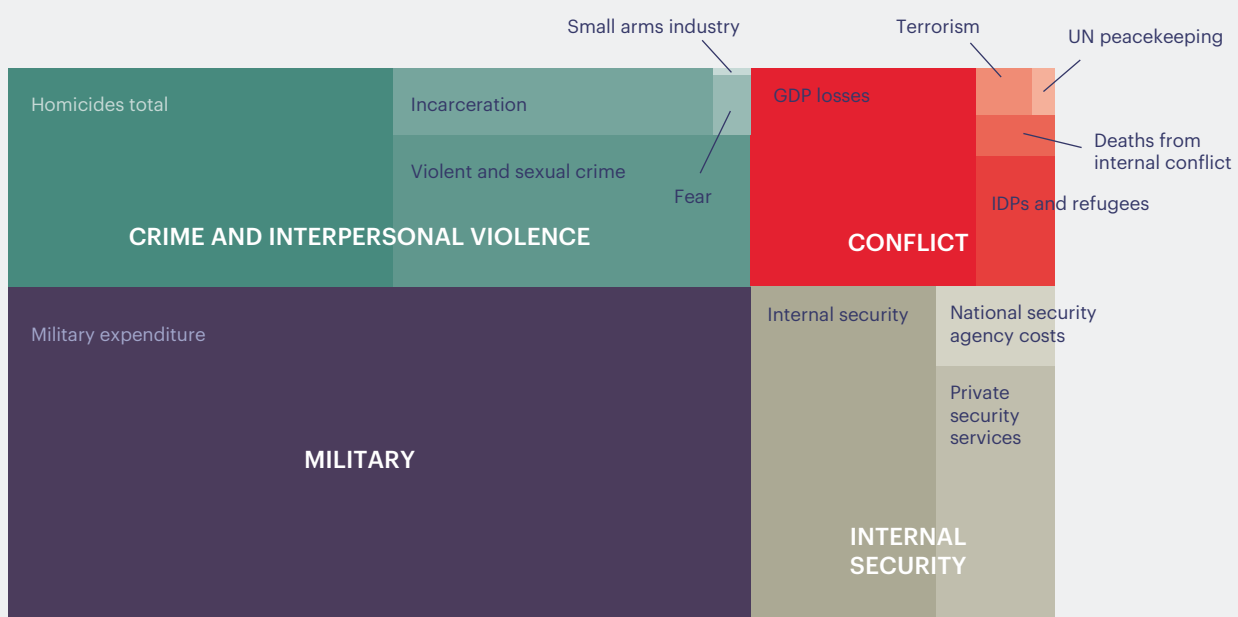 Small arms industry
Terrorism
UN peacekeeping
Homicides total
Incarceration
GDP losses
Deaths from
internal conflict
Violent and sexual crime
Fear
IDPs and refugees
CRIME AND INTERPERSONAL VIOLENCE
CONFLICT
Military expenditure
Internal security
National security
agency costs
Private
security
services
MILITARY
INTERNAL
SECURITY